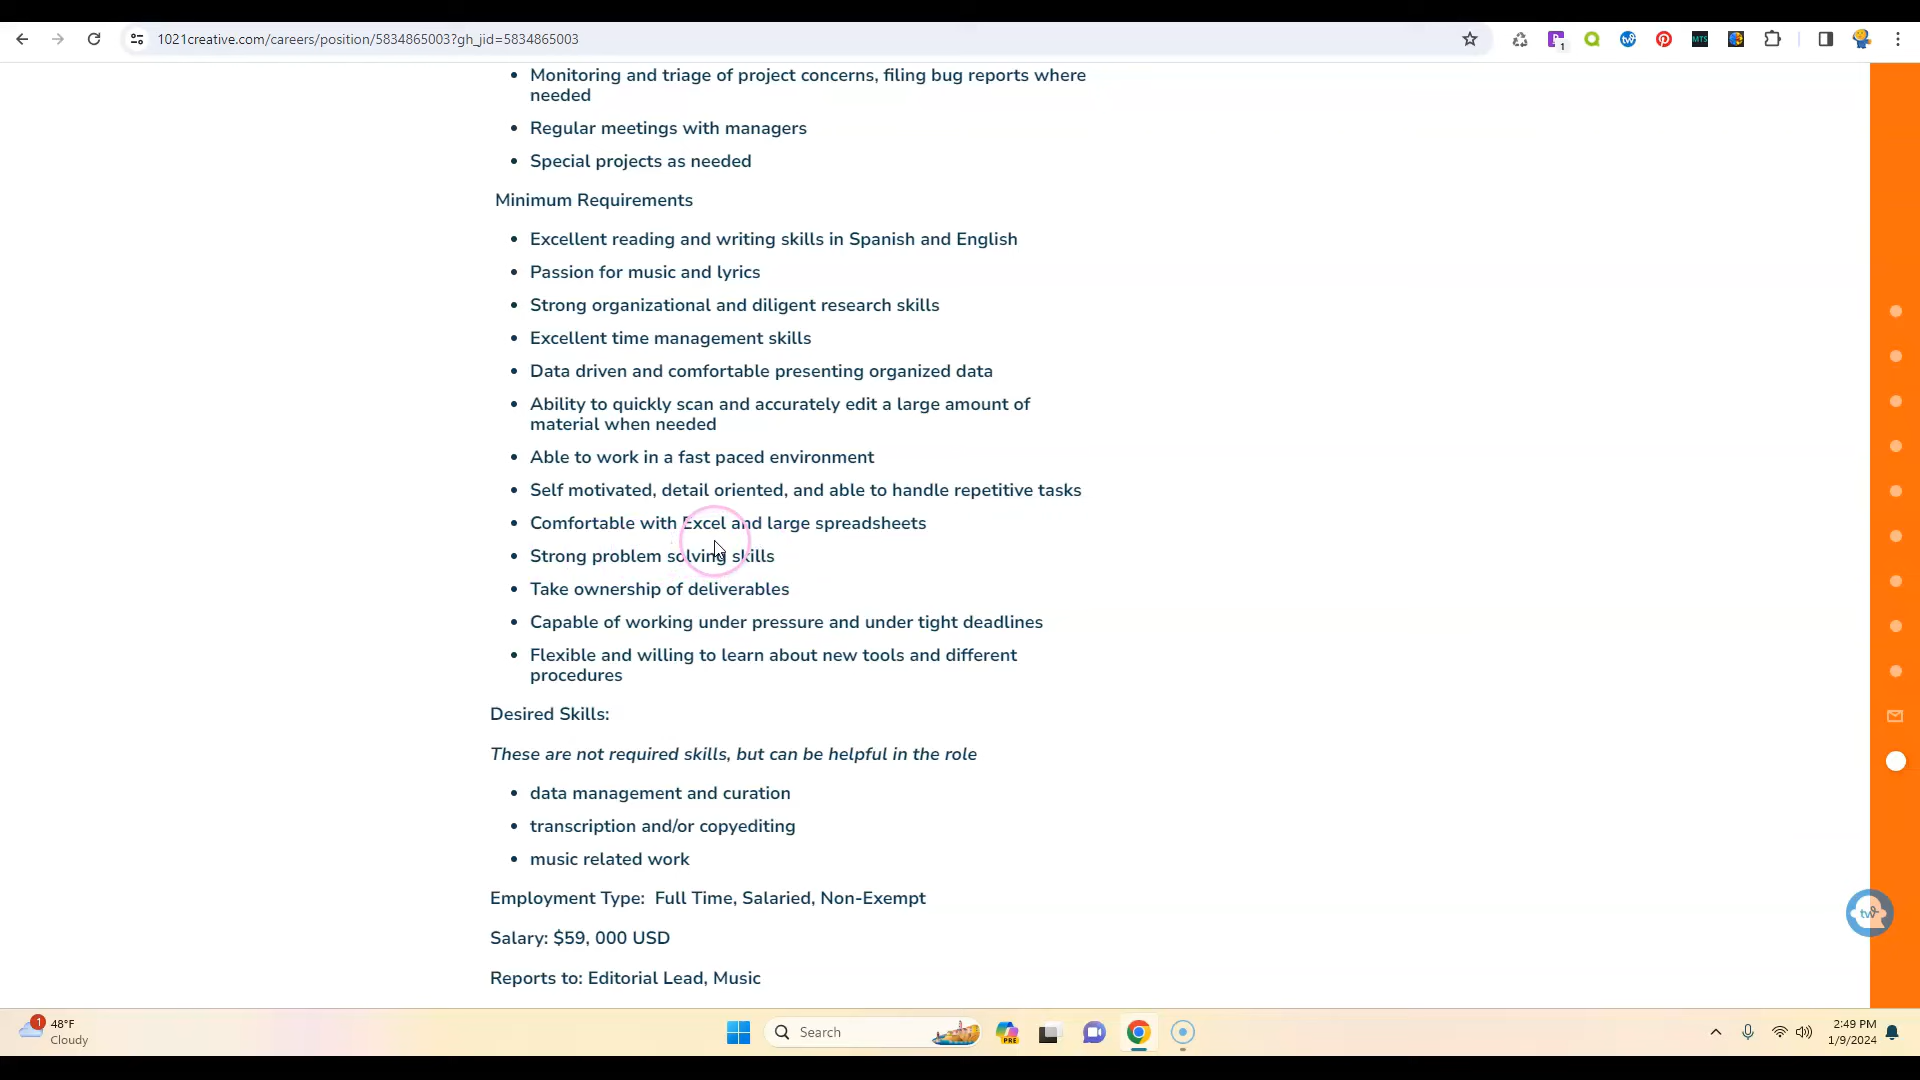 1021creative.com/careers/position/5834865003?gh_jid=5834865003
1
MTS
Monitoring and triage of project concerns, filing bug reports where
needed
Regular meetings with managers
Special projects as needed
Minimum Requirements
Excellent reading and writing skills in Spanish and English
Passion for music and lyrics
Strong organizational and diligent research skills
Excellent time management skills
Data driven and comfortable presenting organized data
Ability to quickly scan and accurately edit a large amount of
material when needed
Able to work in a fast paced environment
Self motivated, detail oriented, and able to handle repetitive tasks
Comfortable with Excel and large spreadsheets
Strong problem solving skills
Take ownership of deliverables
Capable of working under pressure and under tight deadlines
Flexible and willing to learn about new tools and different
procedures
Desired Skills:
These are not required skills, but can be helpful in the role
data management and curation
transcription and/or copyediting
music related work
Employment Type:  Full Time, Salaried, Non-Exempt
Salary: $59, 000 USD
Reports to: Editorial Lead, Music
1
48°F
Cloudy
Search
PRE
2:49 PM
1/9/2024